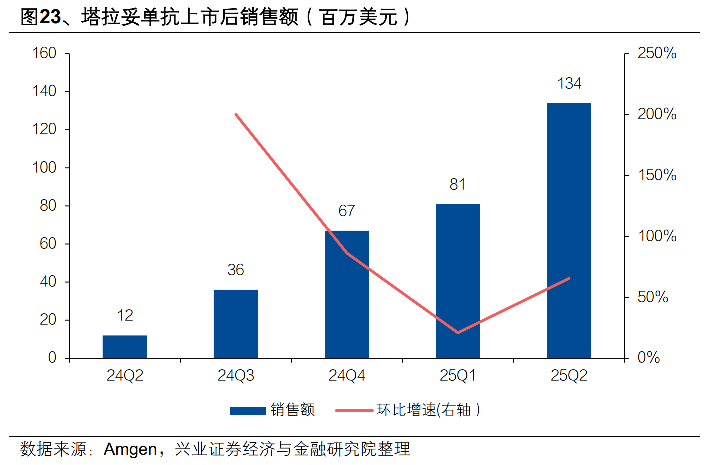 图23、塔拉妥单抗上市后销售额（百万美元）
160 250%
140 134
200%
120
100 81 150%
80 67
100%
60
36
40
50%
20 12
0 0%
24Q2 24Q3 24Q4 25Q1 25Q2
销售额 环比增速(右轴）
数据来源：Amgen，兴业证券经济与金融研究院整理